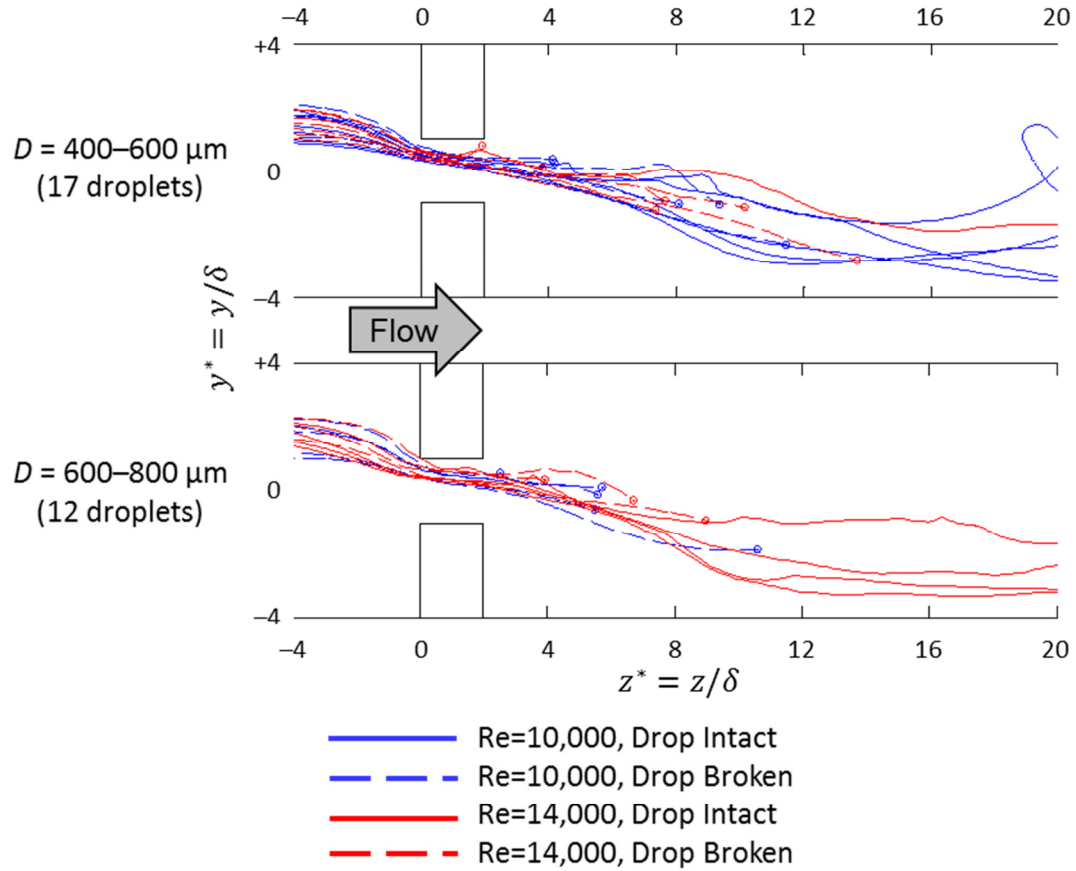 −4 0 4 8 12 16 20
+4
D = 400–600 µm
(17 droplets)
0
−4
y* = y/δ
Flow
+4
D = 600–800 µm
(12 droplets)
0
−4
−4 0 4 8 12 16 20
z* = z/δ
Re=10,000, Drop Intact
Re=10,000, Drop Broken
Re=14,000, Drop Intact
Re=14,000, Drop Broken